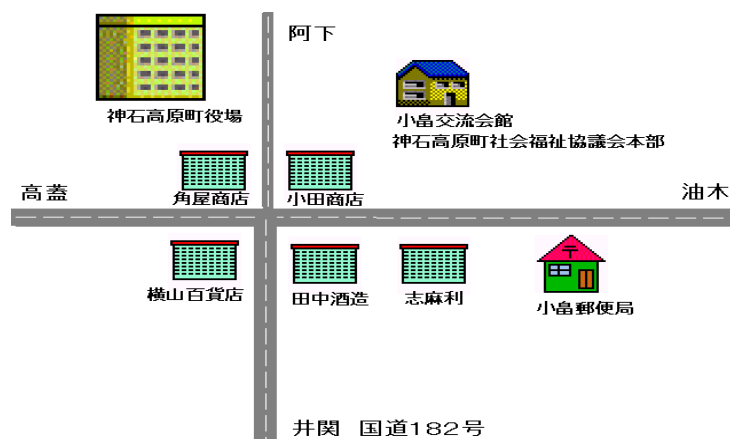 阿下
神石高原町役場
小畠交流会館
神石高原町社会福祉協議会本部
高蓋
角屋商店
小田商店
油木
横山百貨店
田中酒造
志麻利
小畠郵便局
井関 国道182号